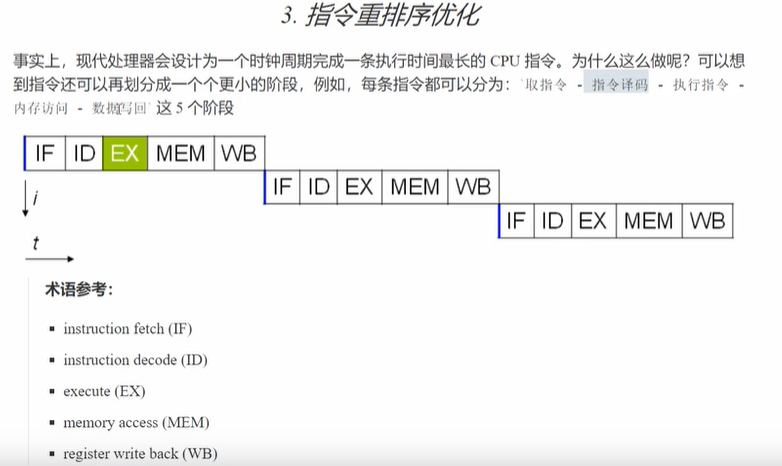 3. 指令重排序优化
事实上，现代处理器会设计为一个时钟周期完成一条执行时间最长的 CPU 指令。为什么这么做呢？可以想
到指令还可以再划分成一个个更小的阶段，例如，每条指令都可以分为：`取指令 - 指令译码 - 执行指令 -
内存访问 - 数据写回` 这 5 个阶段
IF ID EX MEM WB
IF ID EX MEM WB
IF ID EX MEM WB
i
t
术语参考：
▪ instruction fetch (IF)
▪ instruction decode (ID)
▪ execute (EX)
▪ memory access (MEM)
▪ register write back (WB)